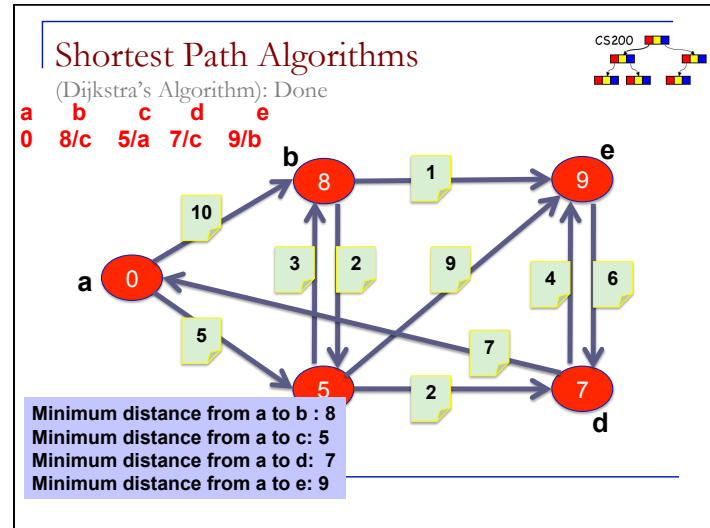 CS200
Shortest Path Algorithms
(Dijkstra's Algorithm): Done
a b c d e
0 8/c 5/a 7/c 9/b
b
e
8
1
9
10
a
0
3
2
9
4
6
5
7
5
2
7
d
Minimum distance from a to b : 8
Minimum distance from a to c: 5
Minimum distance from a to d: 7
Minimum distance from a to e: 9